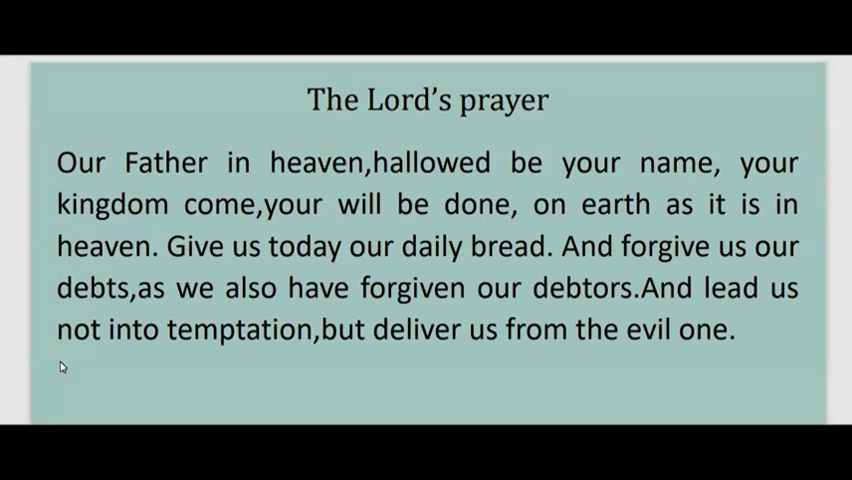 The Lord’s prayer
Our Father in heaven,hallowed be your name, your
kingdom come,your will be done, on earth as it is in
heaven. Give us today our daily bread. And forgive us our
debts,as we also have forgiven our debtors.And lead us
not into temptation,but deliver us from the evil one.